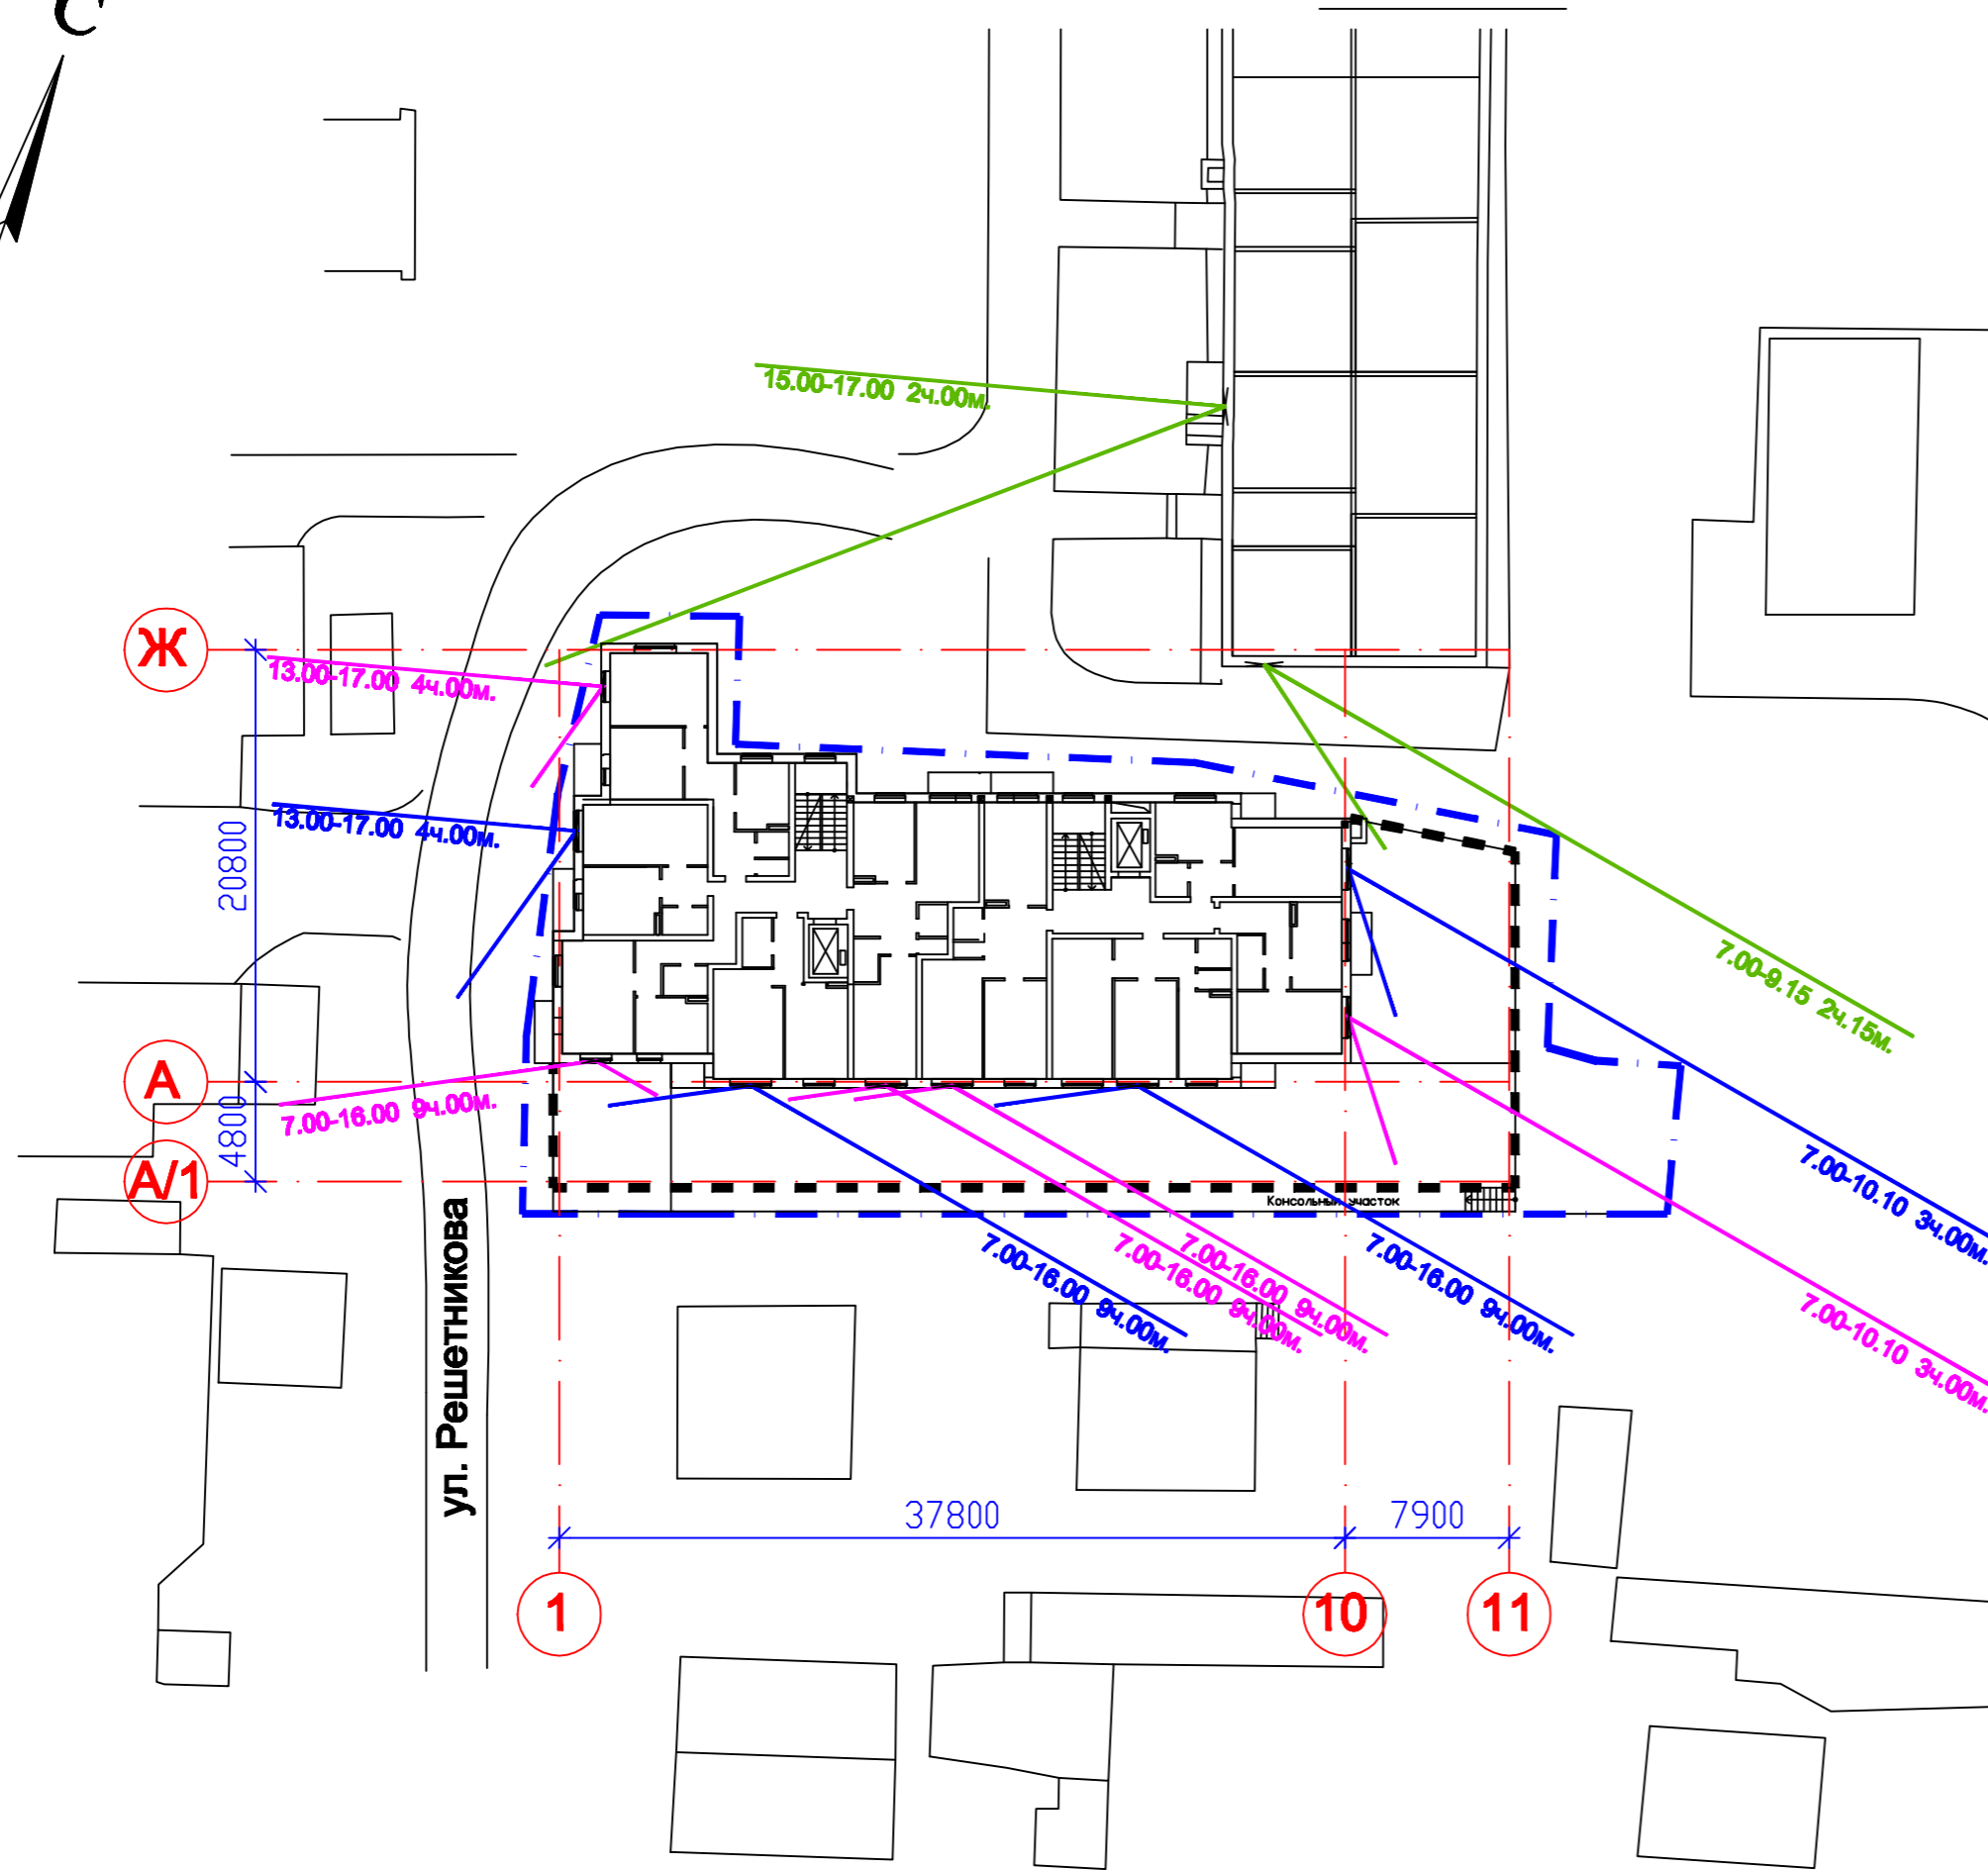 С
15.00-17.00 2ч.00м.
Ж
13.00-17.00 4ч.00м.
13.00-17.00 4ч.00м.
20800
7.00-9.15 2ч.15м.
А
7.00-16.00 9ч.00м.
4800
А/1
Консольный участок
7.00-10.10 3ч.00м.
7.00-16.00 9ч.00м.
7.00-16.00 9ч.00м.
7.00-16.00 9ч.00м.
7.00-16.00 9ч.00м.
7.00-10.10 3ч.00м.
ул. Решетникова
37800
7900
1
10
11